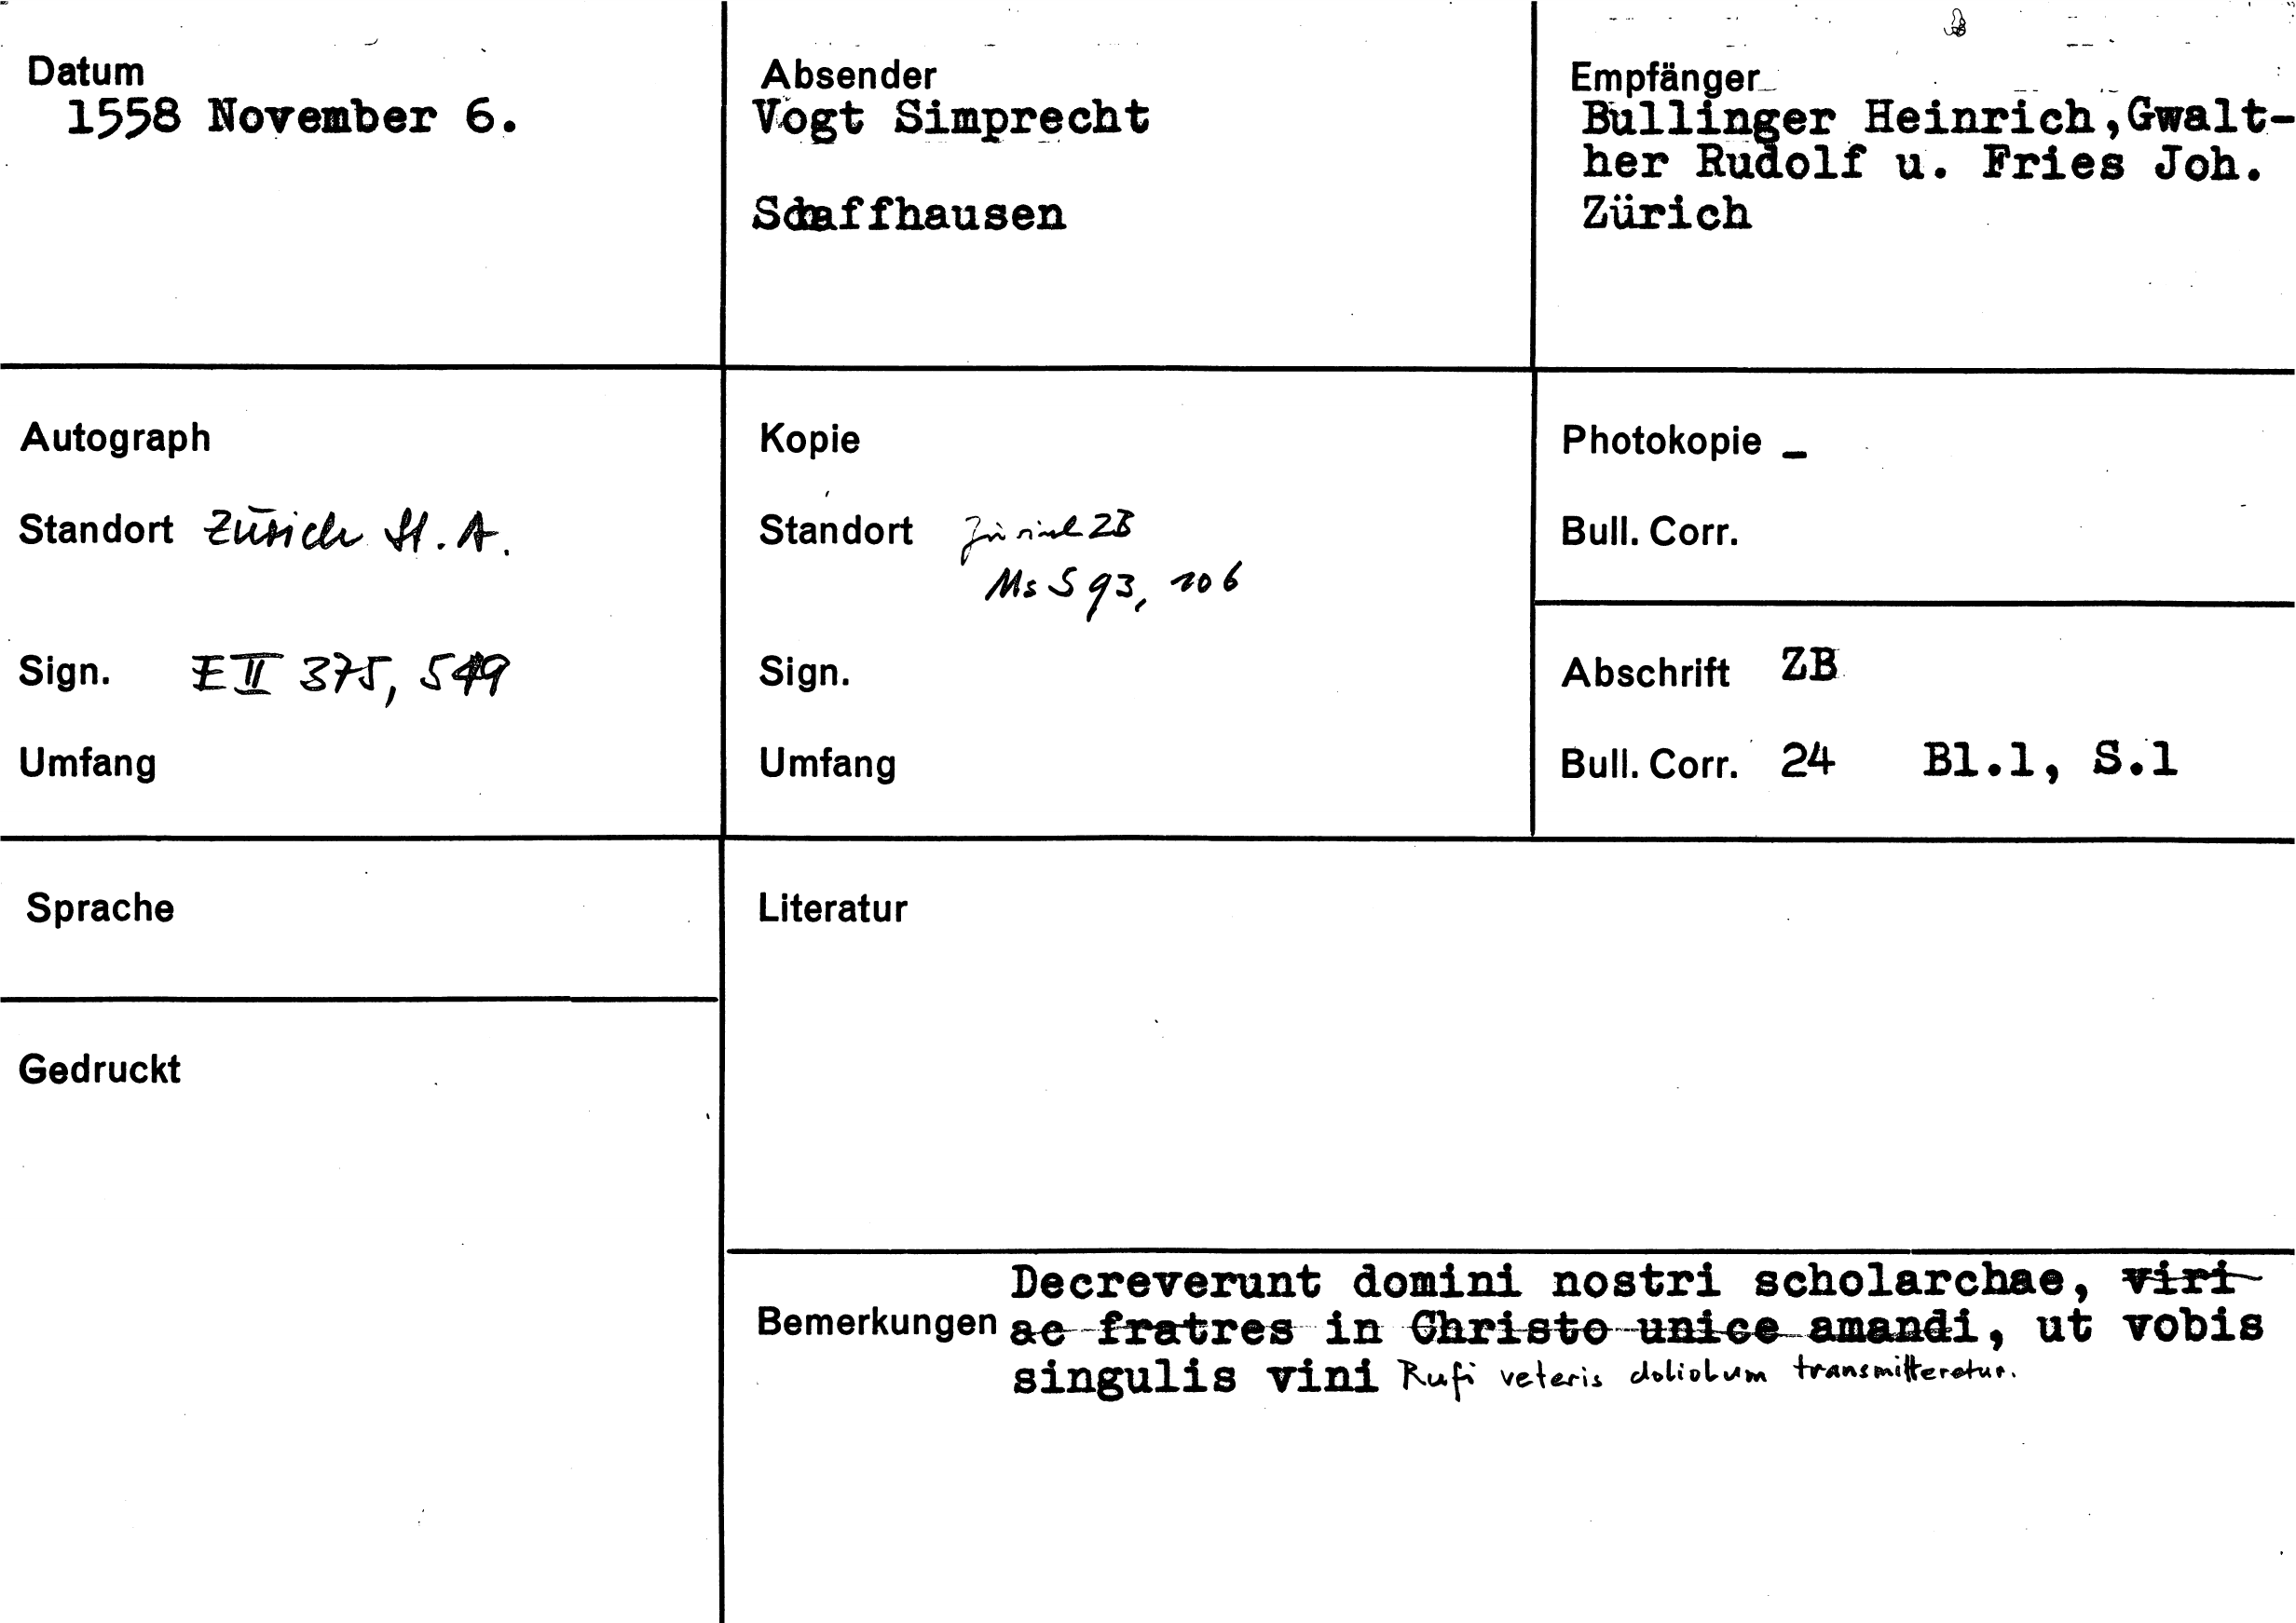 Datum
1558 November 6.
Absender
Vogt Simprecht
Schaffhausen
Empfänger
Bullinger Heinrich, Gwalt-
her Rudolf u. Fries Joh.
Zürich
Autograph
Standort Zürich St. A.
Sign. E II 375, 549
Umfang
Kopie
Standort Zürich ZB
Ms S 93, 106
Sign.
Umfang
Photokopie –
Bull. Corr.
Abschrift ZB
Bull. Corr. 24 Bl.1, S.1
Sprache
Gedruckt
Literatur
Bemerkungen
Decreverunt domini nostri scholarchae, viri
ac fratres in Christo unice amandi, ut vobis
singulis vini Rufi veteris doliolum transmitteretur.